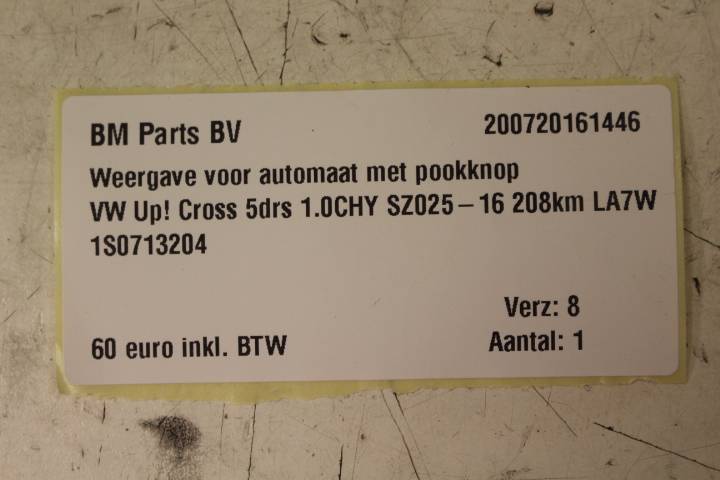 BM Parts BV
200720161446
Weergave voor automaat met pookknop
VW Up! Cross 5drs 1.0CHY SZ025-16 208km LA7W
1S0713204
Verz: 8
60 euro inkl. BTW
Aantal: 1